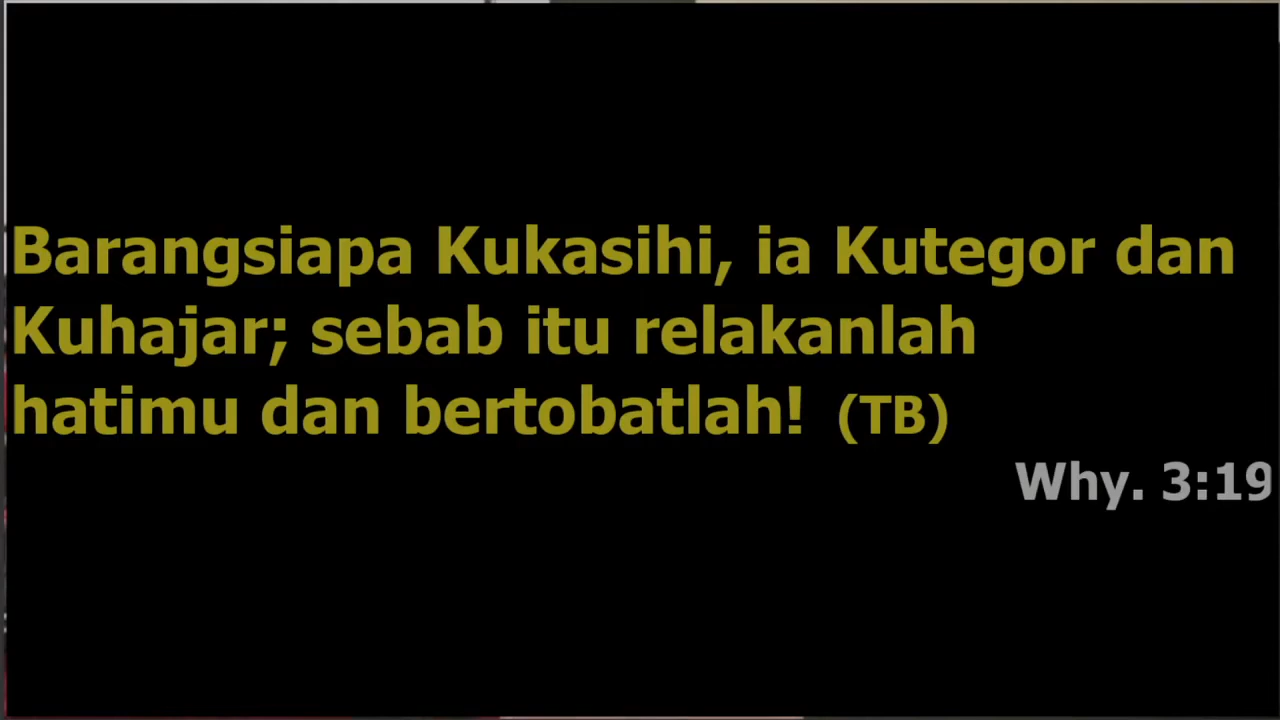 Barangsiapa Kukasihi, ia Kutegor dan
Kuhajar; sebab itu relakanlah
hatimu dan bertobatlah! (TB)
Why. 3:19